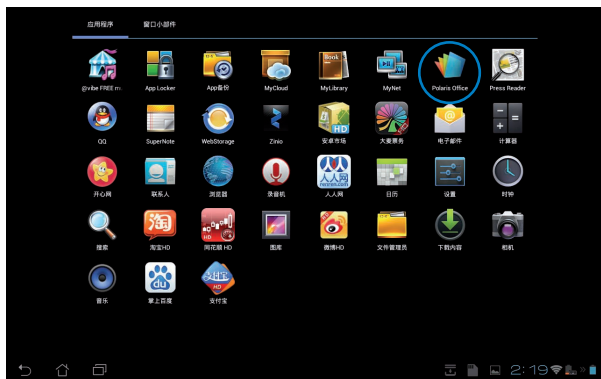 应用程序 窗口小部件
@vibe FREE mi App Locker App备份 MyCloud MyLibrary MyNet Polaris Office Press Reader
QQ SuperNote WebStorage Zinio 安卓市场 大麦票务 电子邮件 计算器
开心网 联系人 浏览器 录音机 人人网 日历 设置 时钟
搜索 淘宝HD 同花顺 HD 图库 微博HD 文件管理员 下载内容 相机
音乐 掌上百度 支付宝
2:19